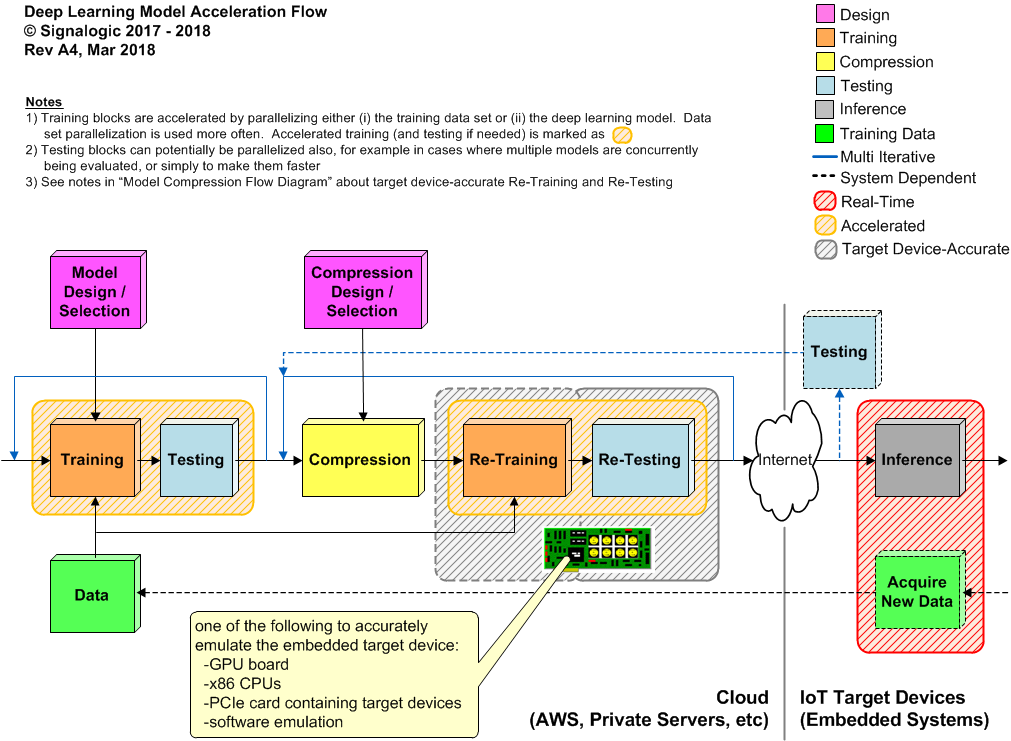 Deep Learning Model Acceleration Flow
© Signalogic 2017 - 2018
Rev A4, Mar 2018
Notes
1) Training blocks are accelerated by parallelizing either (i) the training data set or (ii) the deep learning model.  Data
set parallelization is used more often.  Accelerated training (and testing if needed) is marked as
2) Testing blocks can potentially be parallelized also, for example in cases where multiple models are concurrently
being evaluated, or simply to make them faster
3) See notes in “Model Compression Flow Diagram” about target device-accurate Re-Training and Re-Testing
Design
Training
Compression
Testing
Inference
Training Data
Multi Iterative
System Dependent
Real-Time
Accelerated
Target Device-Accurate
Model
Design /
Selection
Compression
Design /
Selection
Testing
Training
Testing
Compression
Re-Training
Re-Testing
Internet
Inference
Data
Acquire
New Data
one of the following to accurately
emulate the embedded target device:
-GPU board
-x86 CPUs
-PCIe card containing target devices
-software emulation
Cloud
(AWS, Private Servers, etc)
IoT Target Devices
(Embedded Systems)